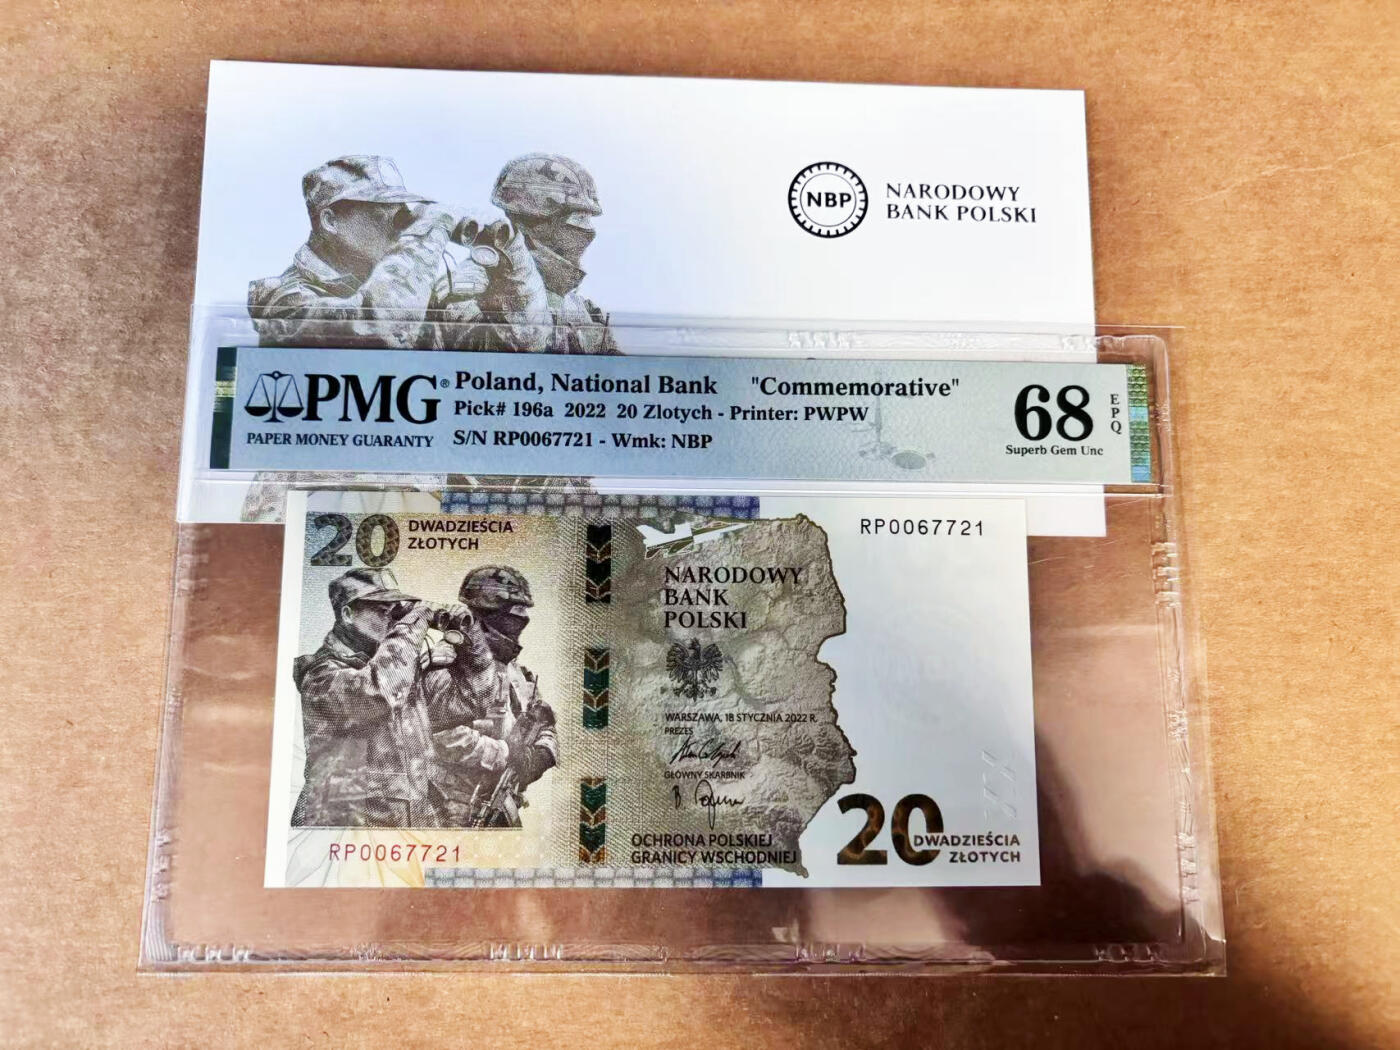 NBP
NARODOWY
BANK POLSKI
PMG®
PAPER MONEY GUARANTY
Poland, National Bank "Commemorative"
Pick# 196a 2022 20 Zlotych - Printer: PWPW
S/N RP0067721 - Wmk: NBP
68
EPQ
Superb Gem Unc
20
DWADZIEŚCIA
ZŁOTYCH
RP0067721
NARODOWY
BANK
POLSKI
WARSZAWA, 18 STYCZNIA 2022 R.
PREZES
GŁÓWNY SKARBNIK
OCHRONA POLSKIEJ
GRANICY WSCHODNIEJ
RP0067721
20
DWADZIEŚCIA
ZŁOTYCH